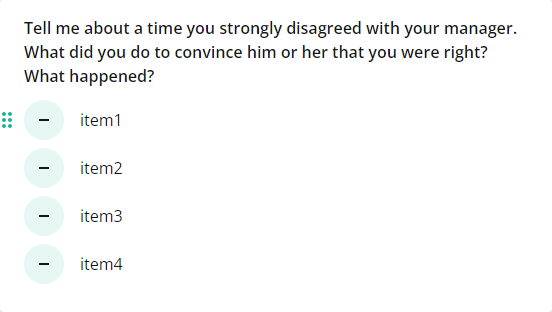 Tell me about a time you strongly disagreed with your manager.
What did you do to convince him or her that you were right?
What happened?
– item1
– item2
– item3
– item4